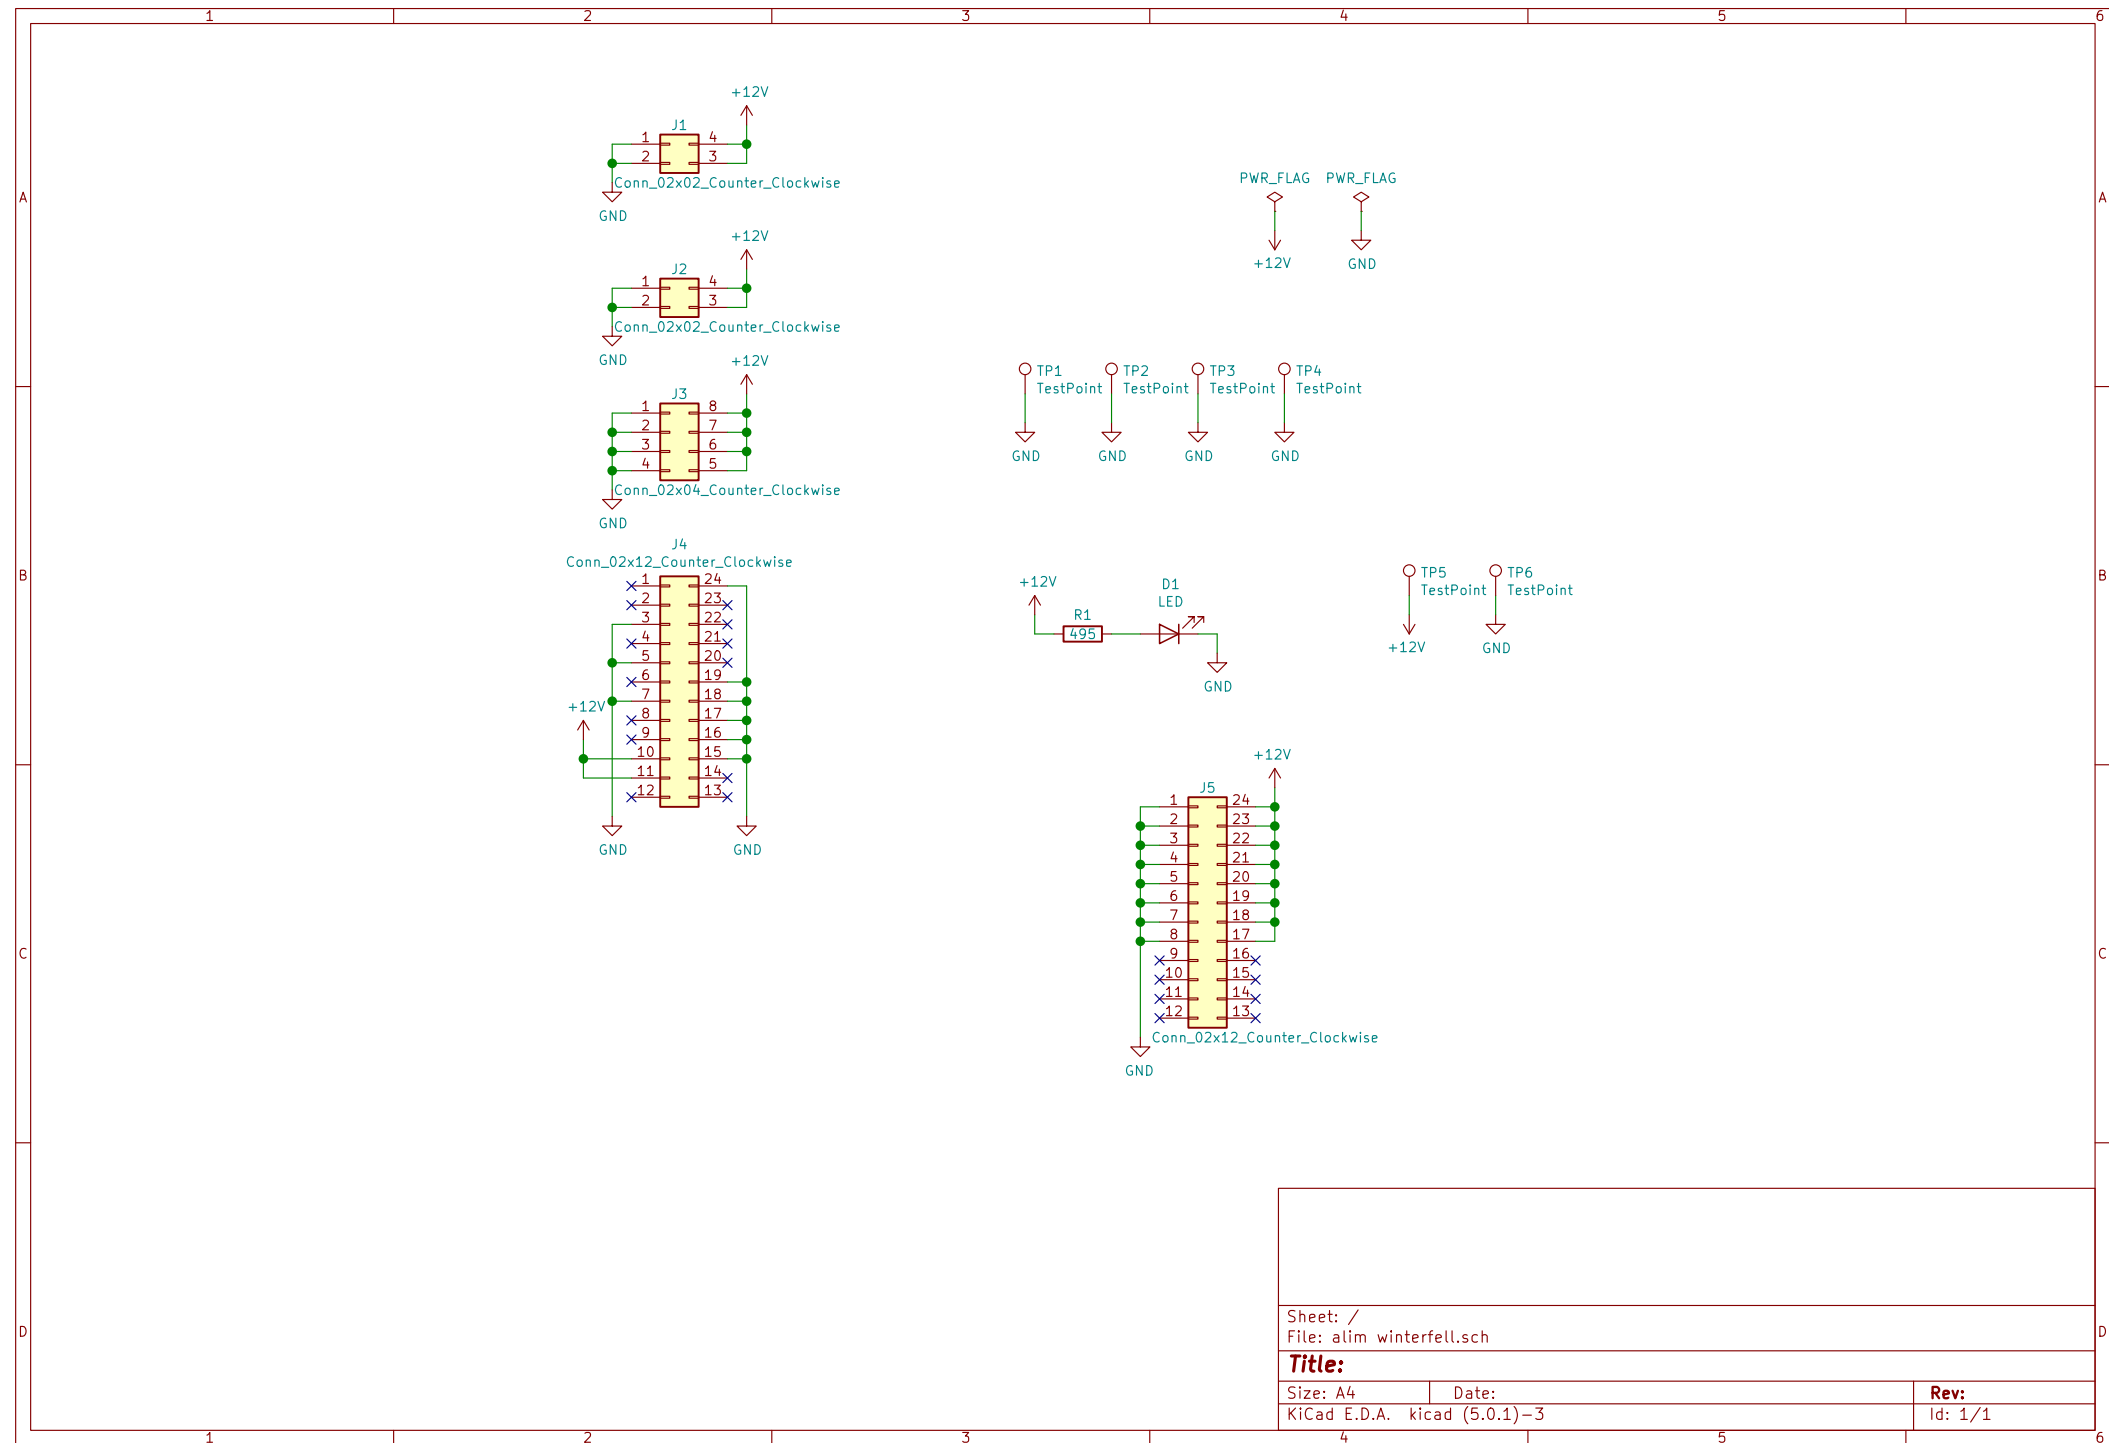 1 2 3 4 5 6
+12V
J1
1 4
2 3
Conn_02x02_Counter_Clockwise
GND
PWR_FLAG PWR_FLAG
+12V GND
A A
+12V
J2
1 4
2 3
Conn_02x02_Counter_Clockwise
GND
+12V
J3
1 8
2 7
3 6
4 5
Conn_02x04_Counter_Clockwise
GND
TP1 TP2 TP3 TP4
TestPoint TestPoint TestPoint TestPoint
GND GND GND GND
J4
Conn_02x12_Counter_Clockwise
1 24
2 23
3 22
4 21
5 20
6 19
7 18
+12V
8 17
9 16
10 15
11 14
12 13
GND GND
B B
+12V
R1
495
D1
LED
GND
TP5 TP6
TestPoint TestPoint
+12V GND
+12V
J5
1 24
2 23
3 22
4 21
5 20
6 19
7 18
8 17
9 16
10 15
11 14
12 13
Conn_02x12_Counter_Clockwise
GND
C C
D D
Sheet: /
File: alim winterfell.sch
Title:
Size: A4 Date: Rev:
KiCad E.D.A. kicad (5.0.1)-3 Id: 1/1
1 2 3 4 5 6